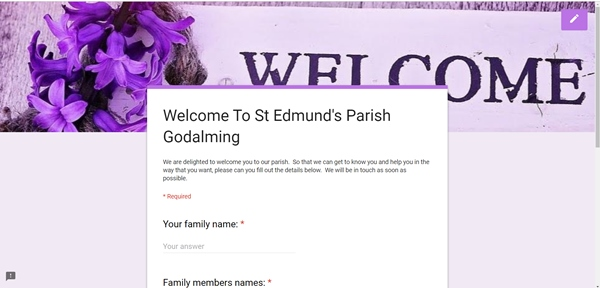 WELCOME
Welcome To St Edmund's Parish
Godalming
We are delighted to welcome you to our parish.  So that we can get to know you and help you in the
way that you want, please can you fill out the details below.  We will be in touch as soon as
possible.
* Required
Your family name: *
Your answer
Family members names: *